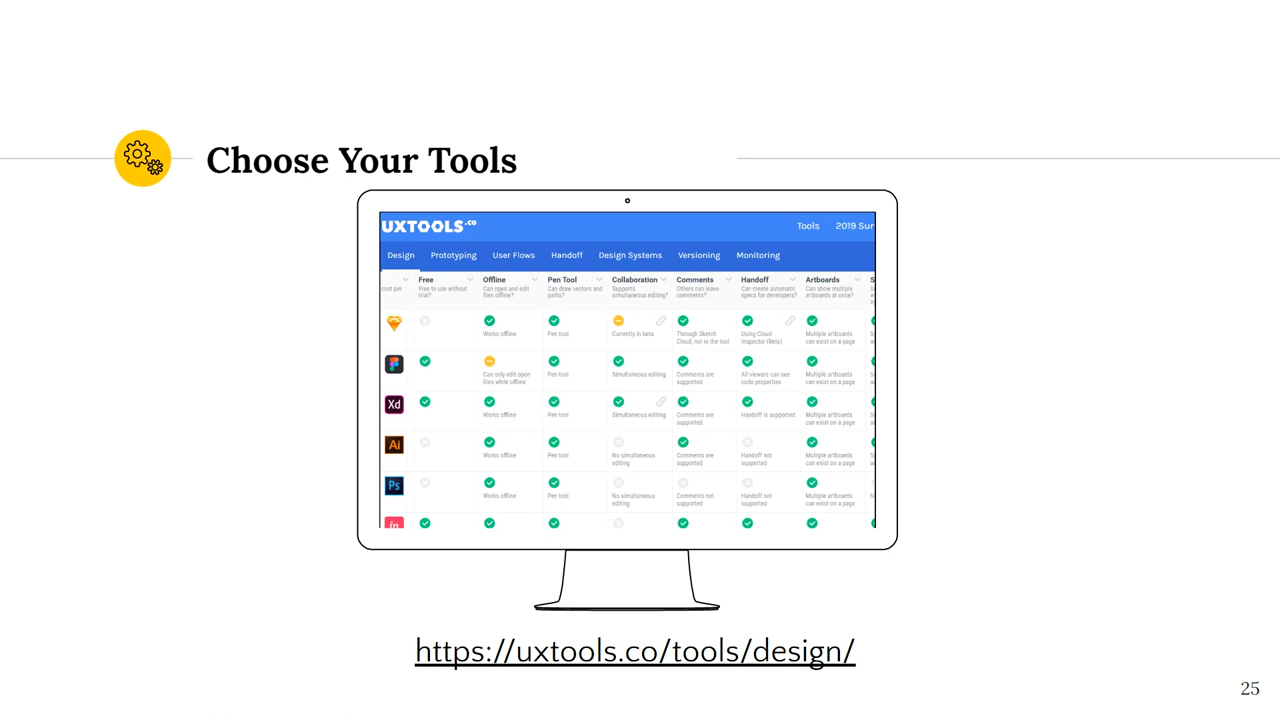 Choose Your Tools
UXTOOLS.CO
Tools 2019 Sur
Design Prototyping User Flows Handoff Design Systems Versioning Monitoring
Free Offline Pen Tool Collaboration Comments Handoff Artboards S
cost per Free to use without trial? Can open and edit files offline? Can draw vectors and paths? Supports simultaneous editing? Others can leave comments? Can create automatic specs for developers? Can show multiple artboards at once?
Works offline Pen tool Currently in beta Through Sketch Cloud, not in the tool Using Cloud Inspector (Beta) Multiple artboards can exist on a page
Can only edit open files while offline Pen tool Simultaneous editing Comments are supported All viewers can see code properties Multiple artboards can exist on a page
Xd Works offline Pen tool Simultaneous editing Comments are supported Handoff is supported Multiple artboards can exist on a page
Ai Works offline Pen tool No simultaneous editing Comments are supported Handoff not supported Multiple artboards can exist on a page
Ps Works offline Pen tool No simultaneous editing Comments not supported Handoff not supported Multiple artboards can exist on a page
in
https://uxtools.co/tools/design/
25